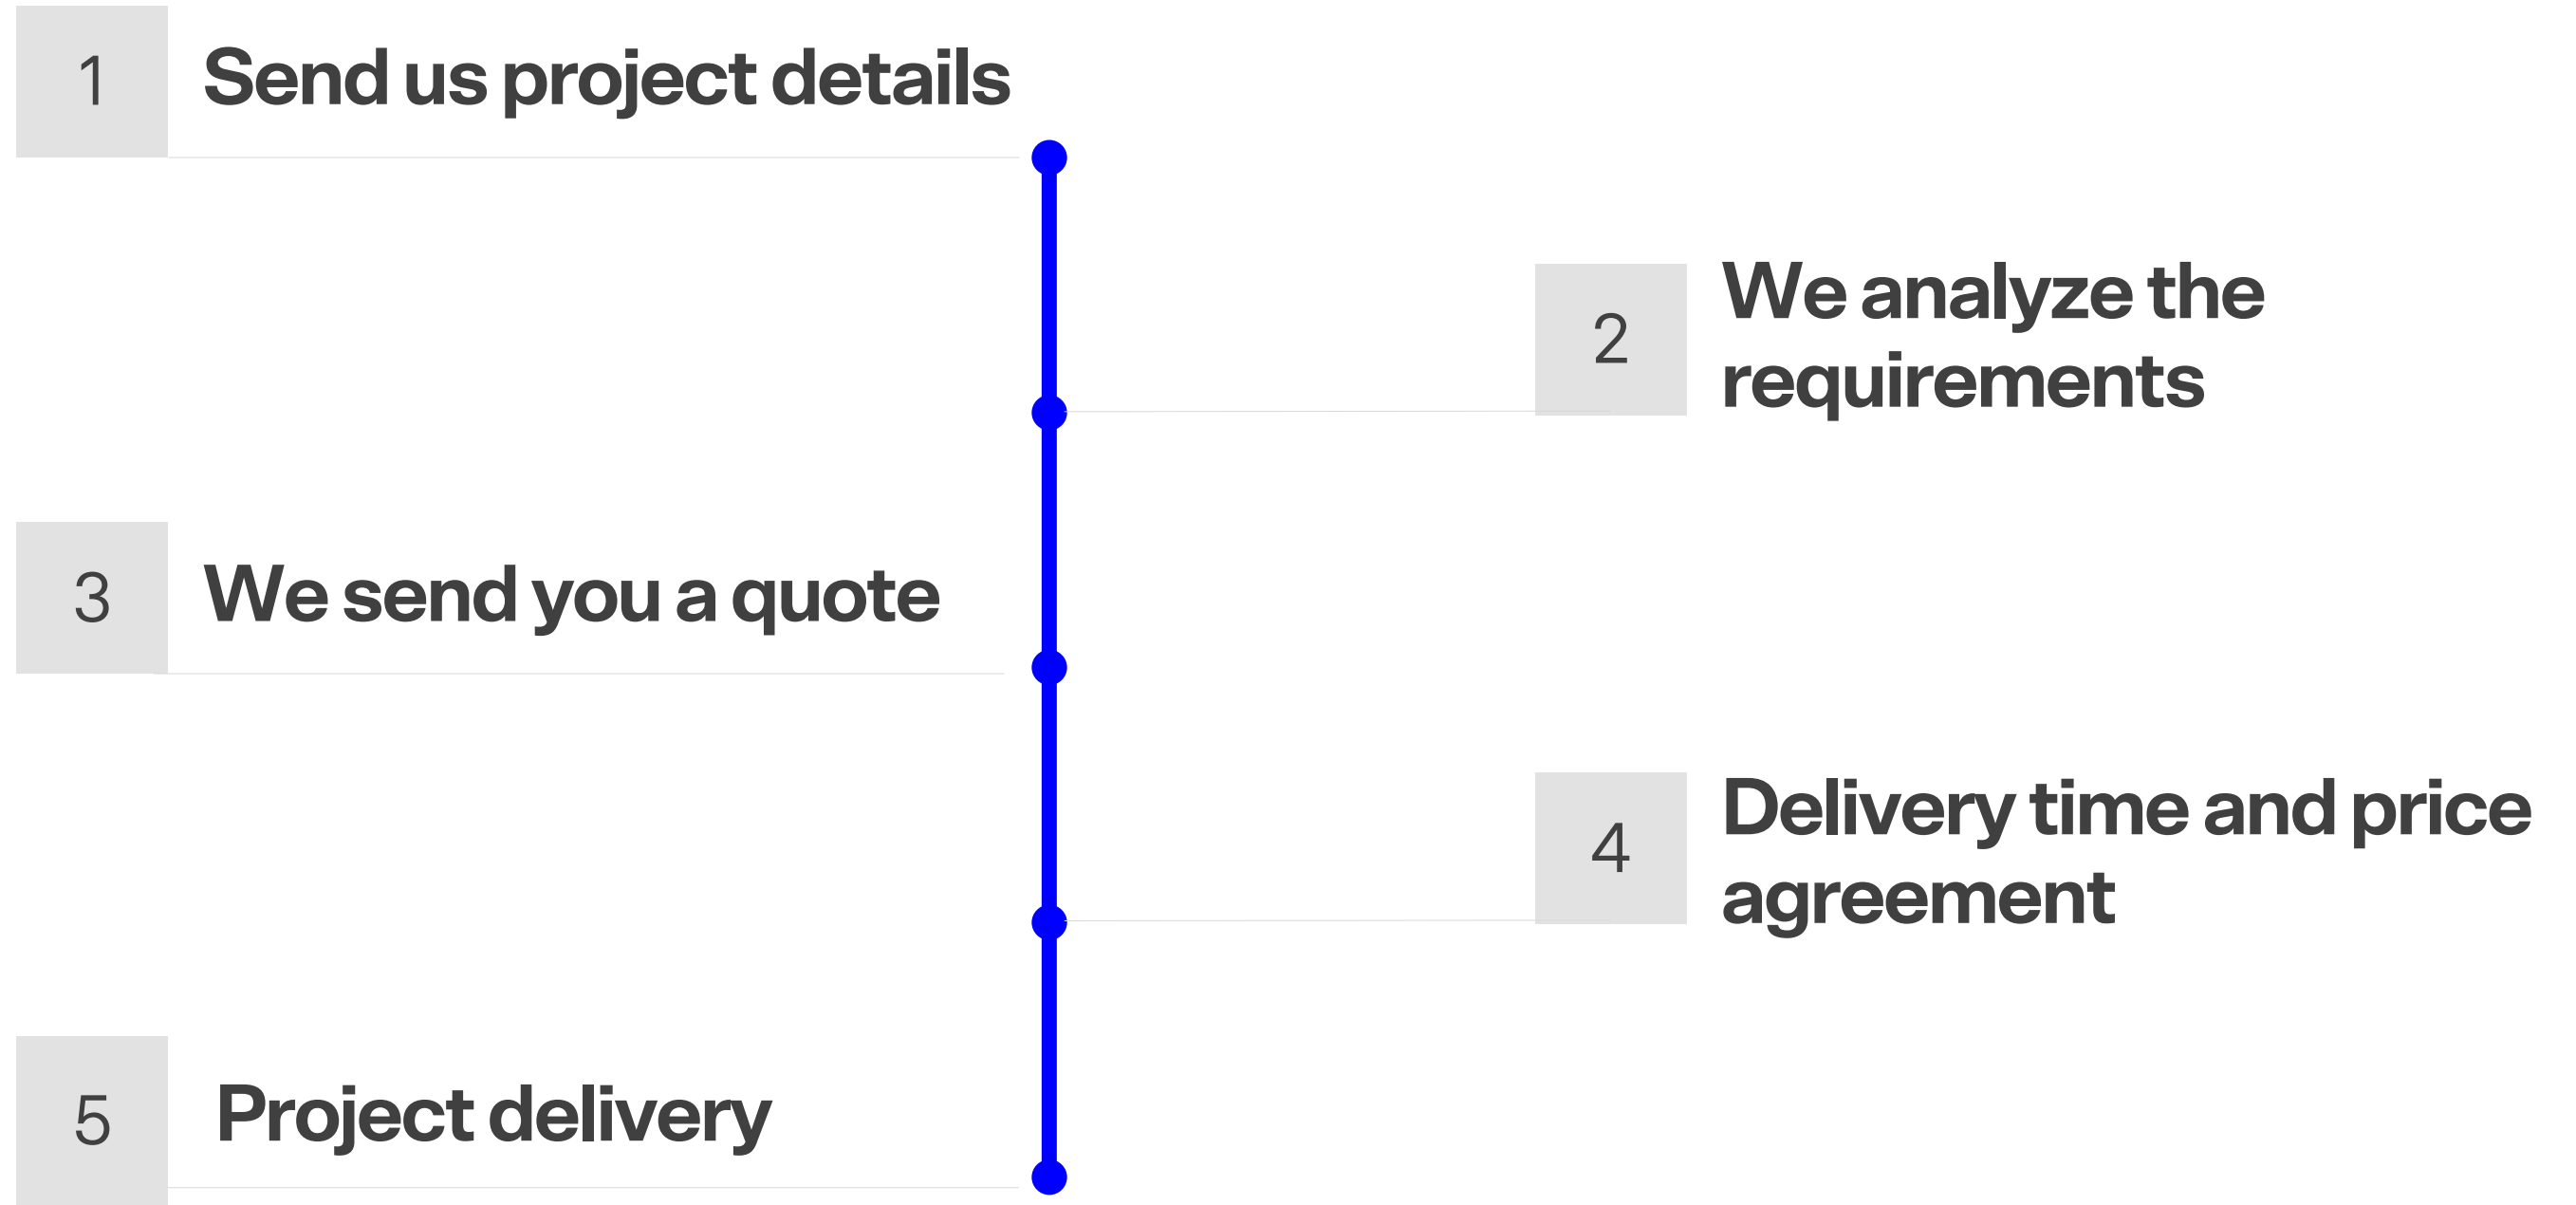 1
Send us project details
2
We analyze the
requirements
3
We send you a quote
4
Delivery time and price
agreement
5
Project delivery